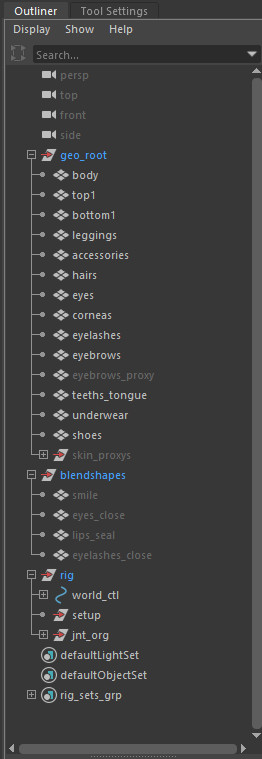 Outliner Tool Settings
Display Show Help
Search...
persp
top
front
side
geo_root
body
top1
bottom1
leggings
accessories
hairs
eyes
corneas
eyelashes
eyebrows
eyebrows_proxy
teeths_tongue
underwear
shoes
skin_proxys
blendshapes
smile
eyes_close
lips_seal
eyelashes_close
rig
world_ctl
setup
jnt_org
defaultLightSet
defaultObjectSet
rig_sets_grp